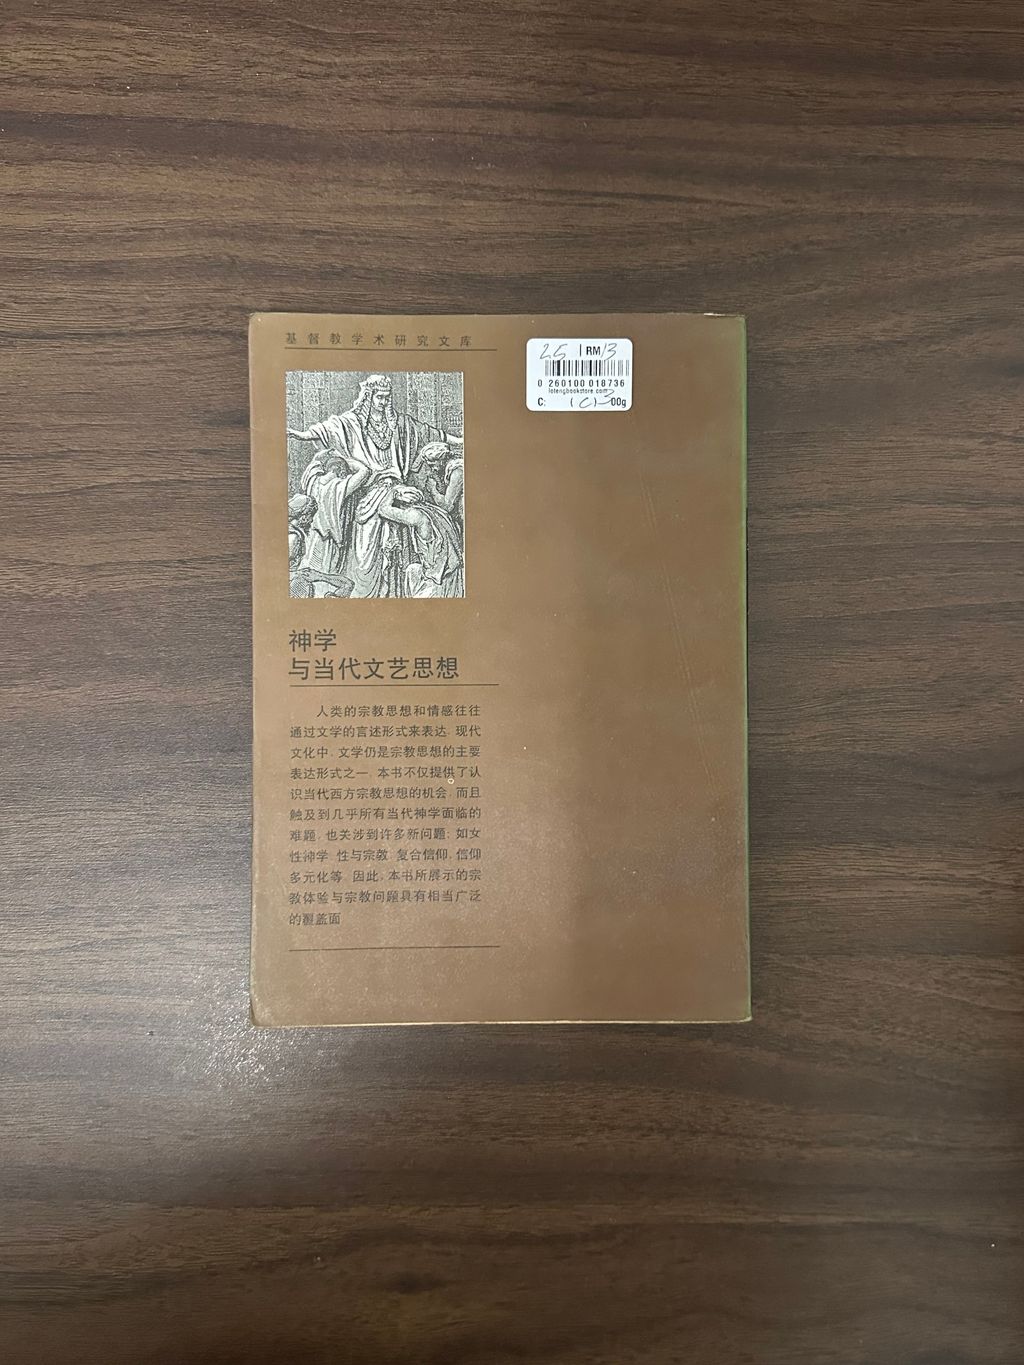 基督教学术研究文库
25 RM 13
0 260100 018736
lotengbookstore.com
C: 00g
神学
与当代文艺思想
人类的宗教思想和情感往往
通过文学的言述形式来表达. 现代
文化中, 文学仍是宗教思想的主要
表达形式之一. 本书不仅提供了认
识当代西方宗教思想的机会, 而且
触及到几乎所有当代神学面临的
难题, 也关涉到许多新问题: 如女
性神学, 性与宗教, 复合信仰, 信仰
多元化等. 因此, 本书所展示的宗
教体验与宗教问题具有相当广泛
的覆盖面.